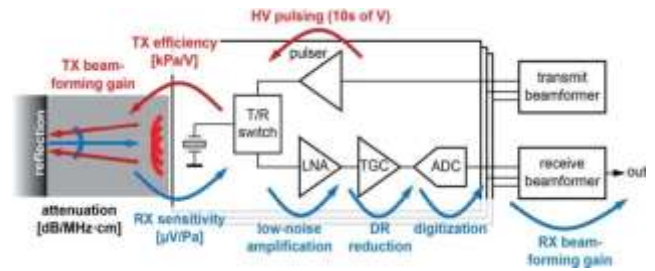 HV pulsing (10s of V)
TX efficiency
[kPa/V]
TX beam-
forming gain
pulser
transmit
beamformer
T/R
switch
reflection
LNA
TGC
ADC
receive
beamformer
out
attenuation
[dB/MHz·cm]
RX sensitivity
[µV/Pa]
low-noise
amplification
DR
reduction
digitization
RX beam-
forming gain